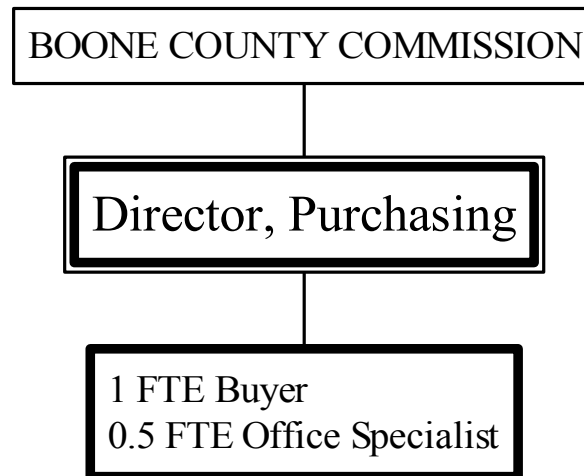 BOONE COUNTY COMMISSION
Director, Purchasing
1 FTE Buyer
0.5 FTE Office Specialist